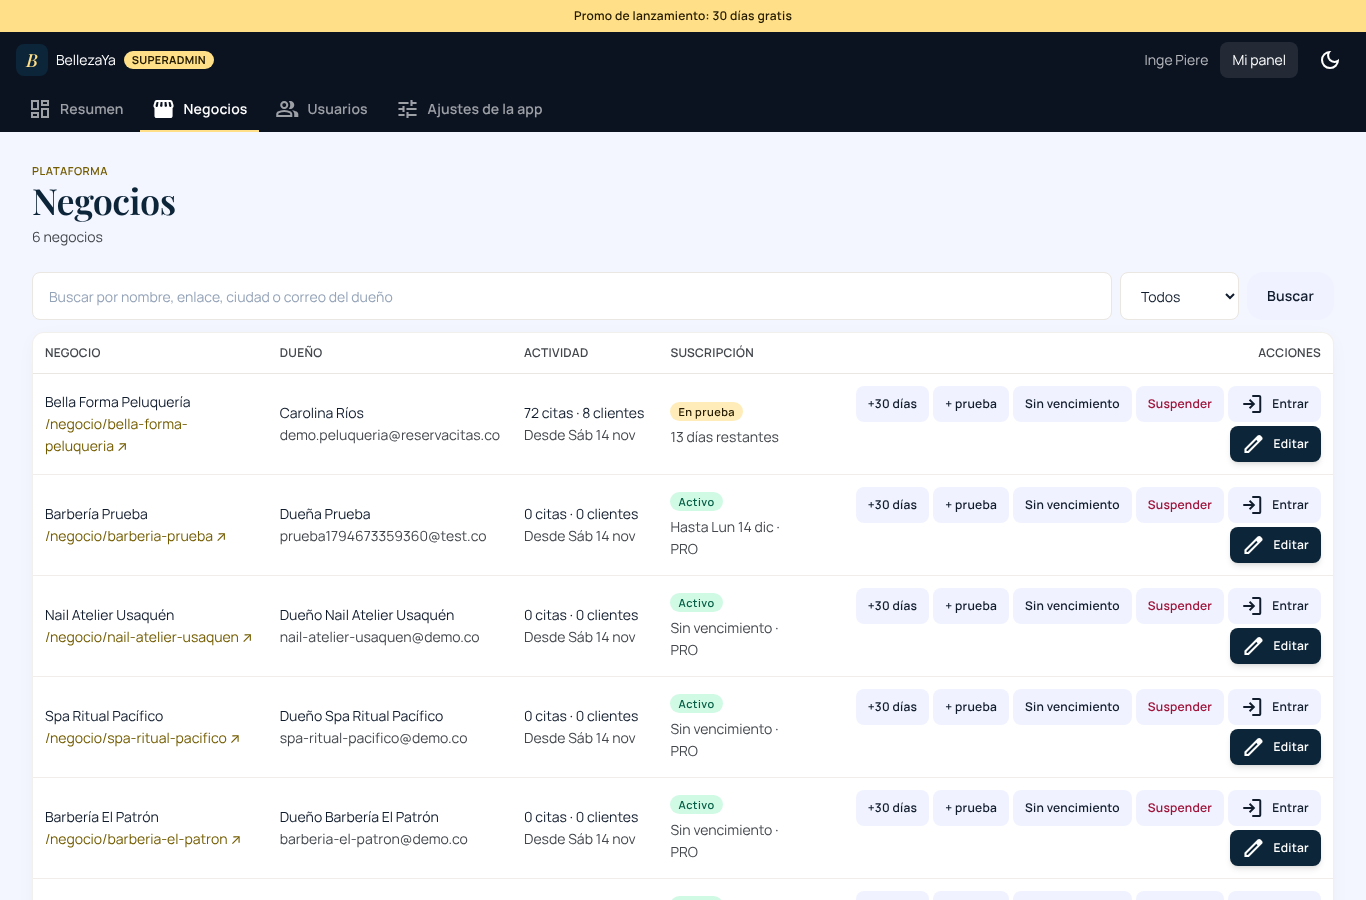 Promo de lanzamiento: 30 días gratis
B BellezaYa SUPERADMIN Inge Piere Mi panel
Resumen Negocios Usuarios Ajustes de la app
PLATAFORMA
Negocios
6 negocios
Buscar por nombre, enlace, ciudad o correo del dueño Todos Buscar
NEGOCIO DUEÑO ACTIVIDAD SUSCRIPCIÓN ACCIONES
Bella Forma Peluquería
/negocio/bella-forma-
peluqueria ↗
Carolina Ríos
demo.peluqueria@reservacitas.co
72 citas · 8 clientes
Desde Sáb 14 nov
En prueba
13 días restantes
+30 días + prueba Sin vencimiento Suspender Entrar
Editar
Barbería Prueba
/negocio/barberia-prueba ↗
Dueña Prueba
prueba1794673359360@test.co
0 citas · 0 clientes
Desde Sáb 14 nov
Activo
Hasta Lun 14 dic ·
PRO
+30 días + prueba Sin vencimiento Suspender Entrar
Editar
Nail Atelier Usaquén
/negocio/nail-atelier-usaquen ↗
Dueño Nail Atelier Usaquén
nail-atelier-usaquen@demo.co
0 citas · 0 clientes
Desde Sáb 14 nov
Activo
Sin vencimiento ·
PRO
+30 días + prueba Sin vencimiento Suspender Entrar
Editar
Spa Ritual Pacífico
/negocio/spa-ritual-pacifico ↗
Dueño Spa Ritual Pacífico
spa-ritual-pacifico@demo.co
0 citas · 0 clientes
Desde Sáb 14 nov
Activo
Sin vencimiento ·
PRO
+30 días + prueba Sin vencimiento Suspender Entrar
Editar
Barbería El Patrón
/negocio/barberia-el-patron ↗
Dueño Barbería El Patrón
barberia-el-patron@demo.co
0 citas · 0 clientes
Desde Sáb 14 nov
Activo
Sin vencimiento ·
PRO
+30 días + prueba Sin vencimiento Suspender Entrar
Editar